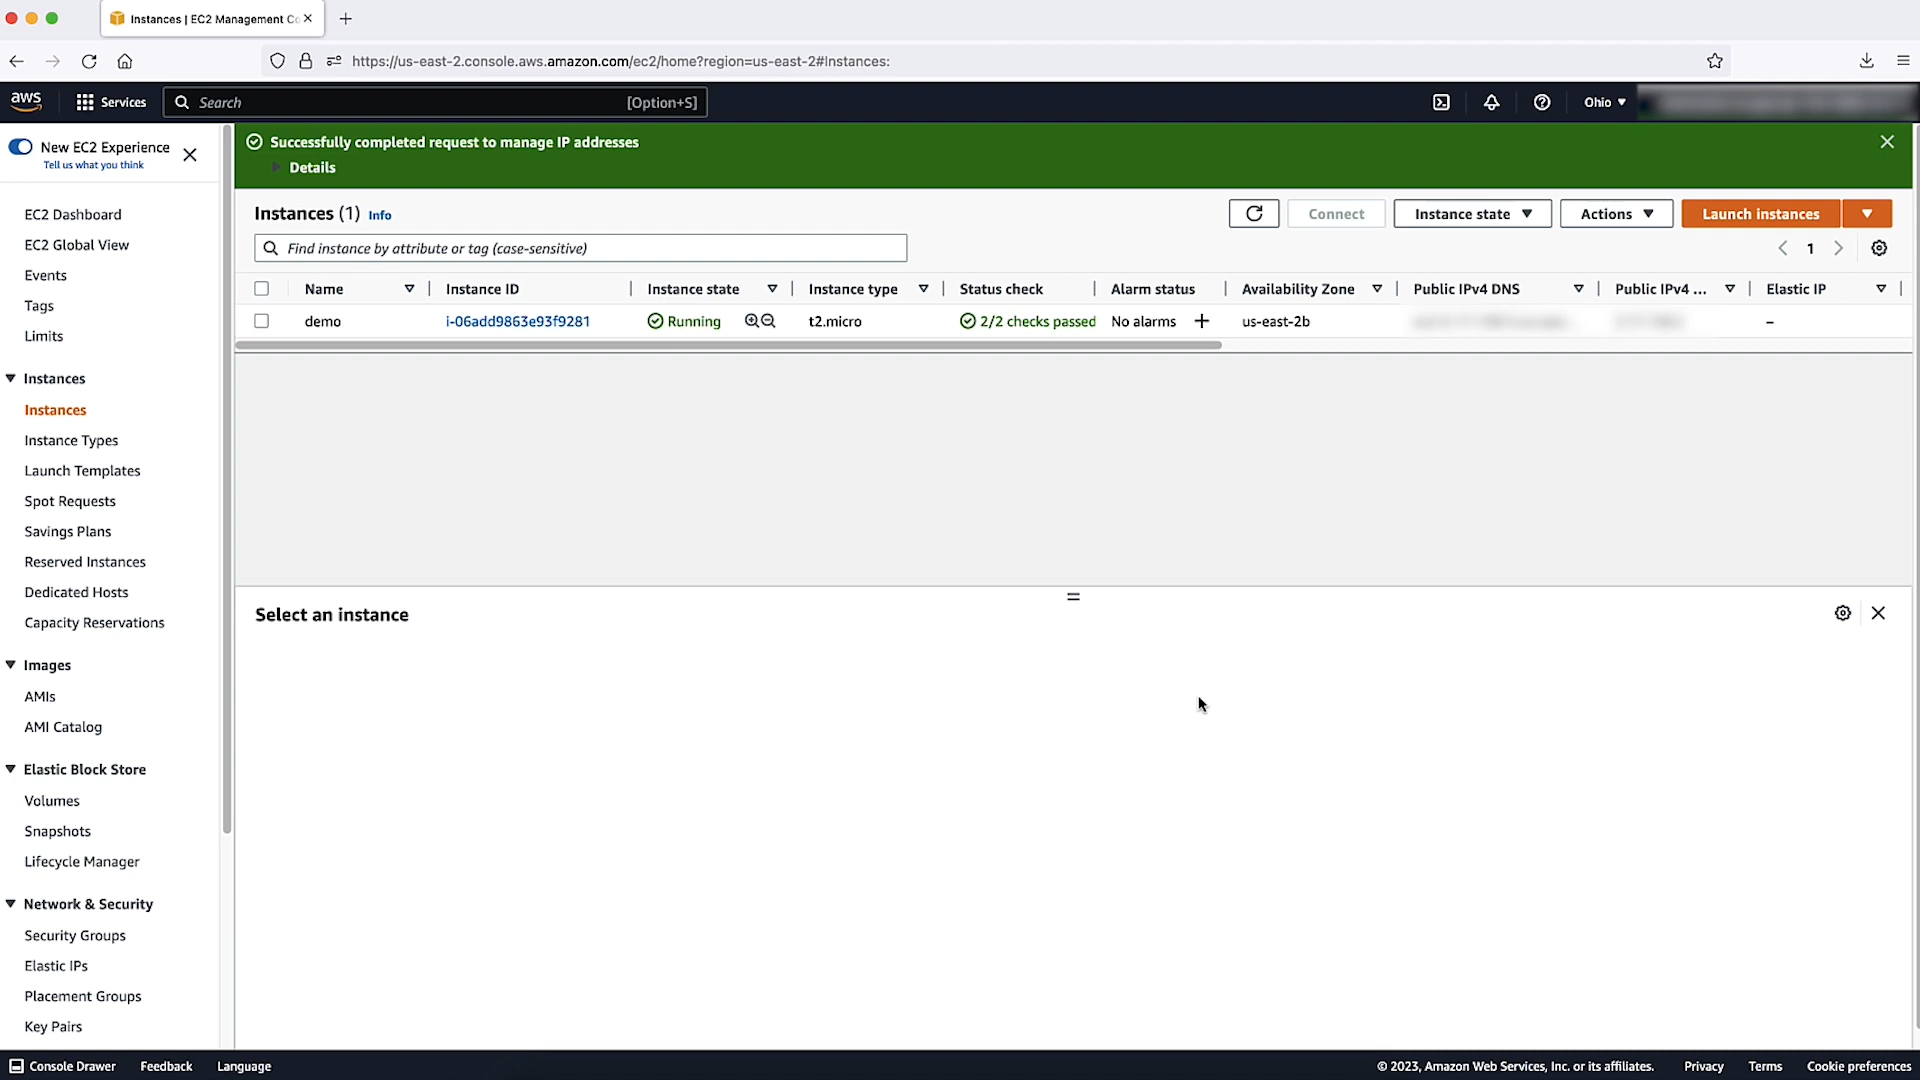 Instances | EC2 Management Co
https://us-east-2.console.aws.amazon.com/ec2/home?region=us-east-2#Instances:
aws Services Search [Option+S] Ohio
New EC2 Experience
Tell us what you think
EC2 Dashboard
EC2 Global View
Events
Tags
Limits
Instances
Instances
Instance Types
Launch Templates
Spot Requests
Savings Plans
Reserved Instances
Dedicated Hosts
Capacity Reservations
Images
AMIs
AMI Catalog
Elastic Block Store
Volumes
Snapshots
Lifecycle Manager
Network & Security
Security Groups
Elastic IPs
Placement Groups
Key Pairs
Successfully completed request to manage IP addresses
Details
Instances (1) Info
Connect Instance state Actions Launch instances
Find instance by attribute or tag (case-sensitive)
1
Name Instance ID Instance state Instance type Status check Alarm status Availability Zone Public IPv4 DNS Public IPv4 ... Elastic IP
demo i-06add9863e93f9281 Running t2.micro 2/2 checks passed No alarms + us-east-2b –
Select an instance
Console Drawer Feedback Language © 2023, Amazon Web Services, Inc. or its affiliates. Privacy Terms Cookie preferences